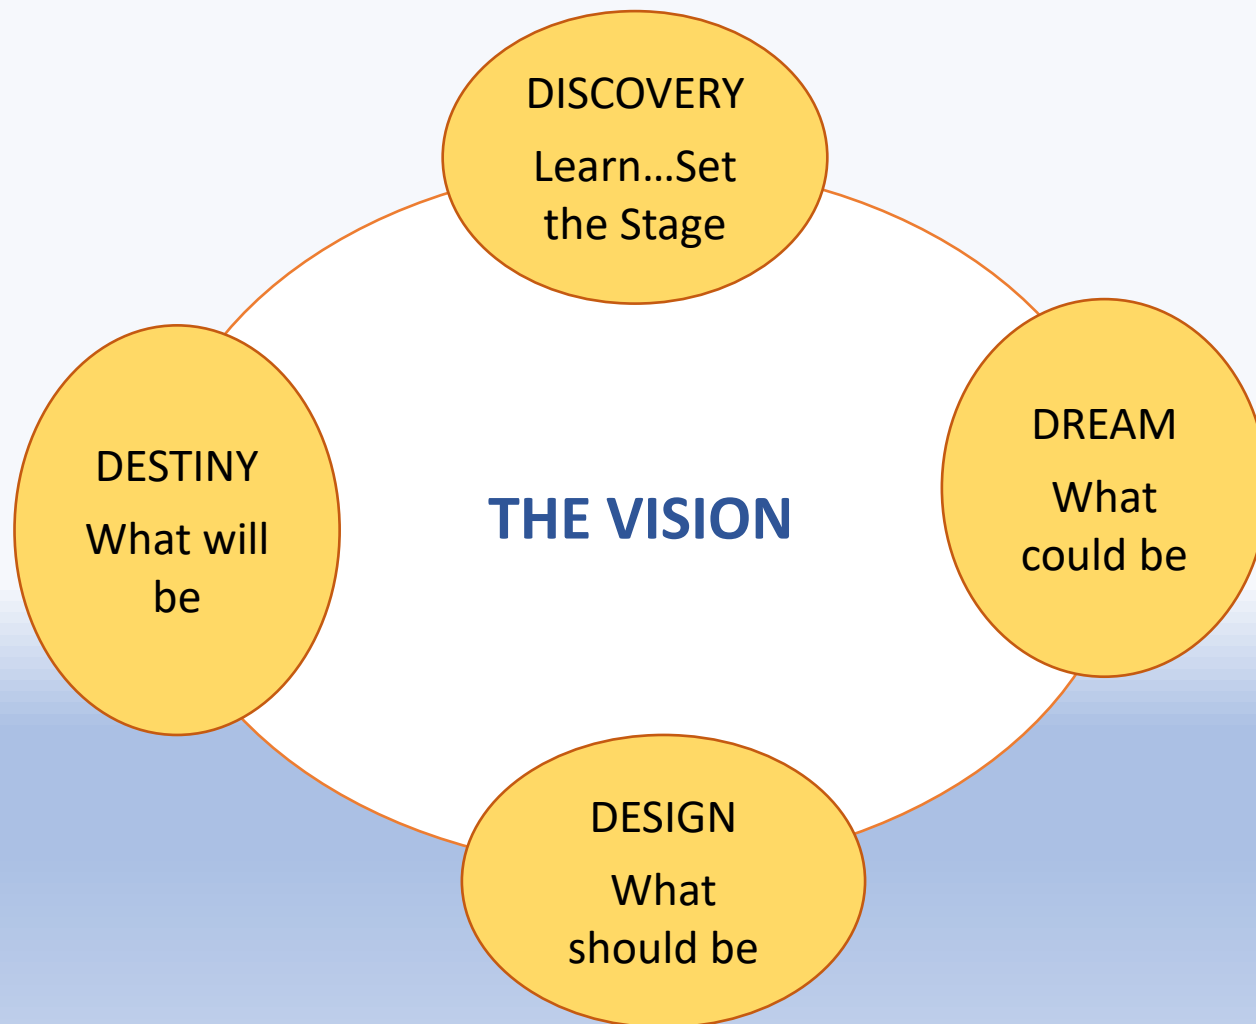 DISCOVERY
Learn...Set
the Stage
DREAM
What
could be
THE VISION
DESTINY
What will
be
DESIGN
What
should be